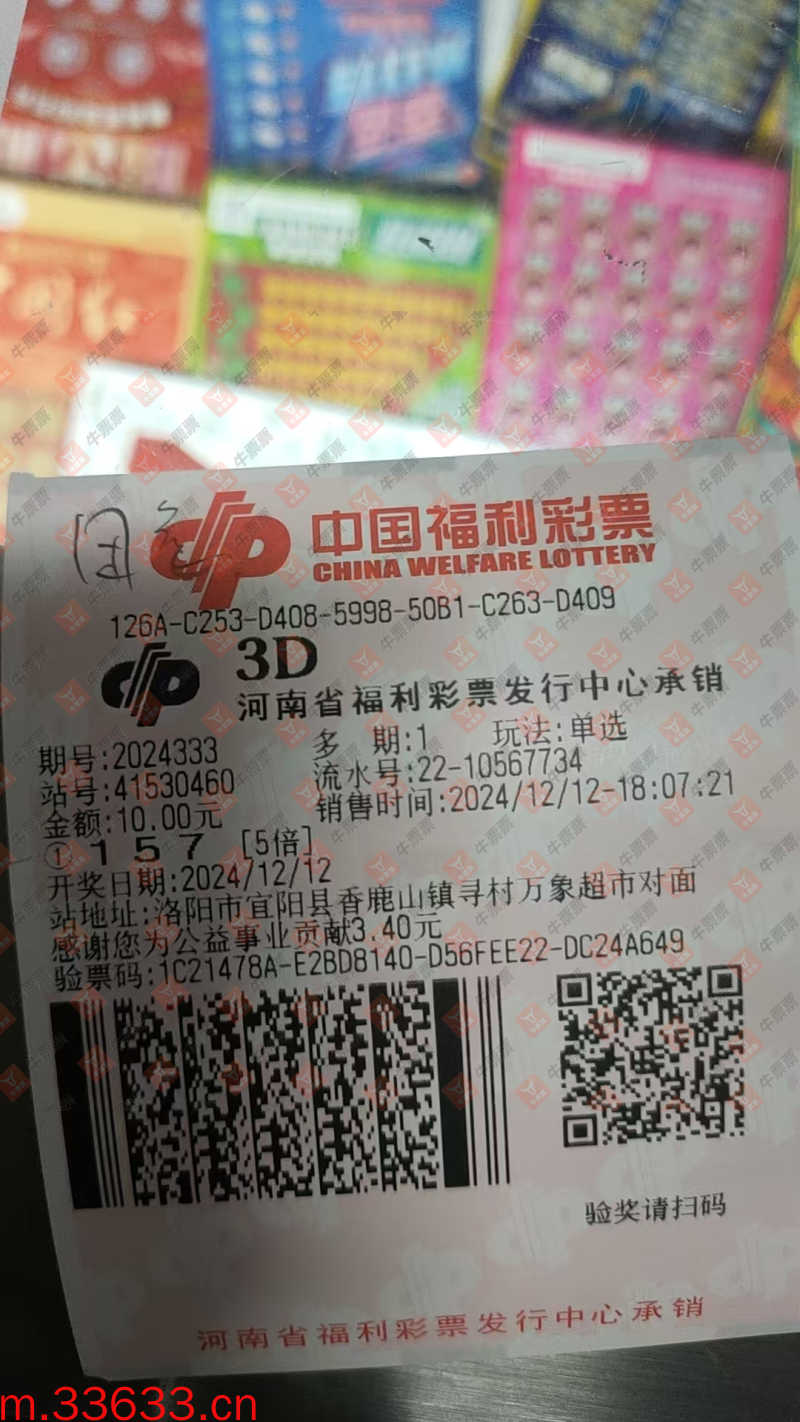 中国福利彩票
CHINA WELFARE LOTTERY
126A-C253-D408-5998-50B1-C263-D409
3D
河南省福利彩票发行中心承销
期号:2024333 多 期:1 玩法:单选
站号:41530460 流水号:22-10567734
金额:10.00元 销售时间:2024/12/12-18:07:21
① 1 5 7 [5倍]
开奖日期:2024/12/12
站地址:洛阳市宜阳县香鹿山镇寻村万象超市对面
感谢您为公益事业贡献3.40元
验票码:1C21478A-E2BD8140-D56FEE22-DC24A649
验奖请扫码
河南省福利彩票发行中心承销
m.33633.cn
牛票票